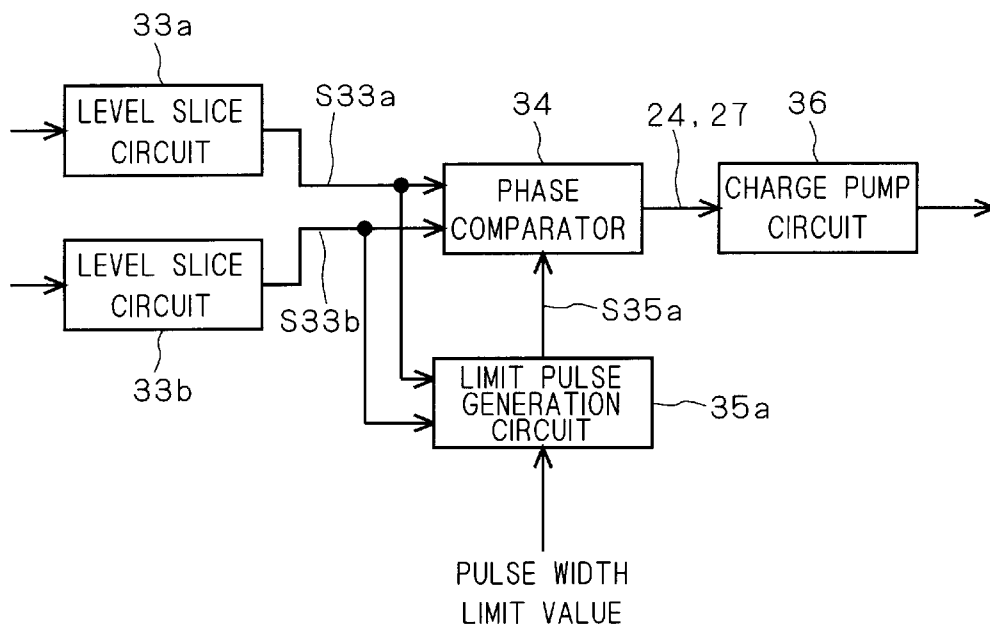 33a
LEVEL SLICE
CIRCUIT
S33a
34
24, 27
36
PHASE
COMPARATOR
CHARGE PUMP
CIRCUIT
LEVEL SLICE
CIRCUIT
S33b
S35a
33b
LIMIT PULSE
GENERATION
CIRCUIT
35a
PULSE WIDTH
LIMIT VALUE